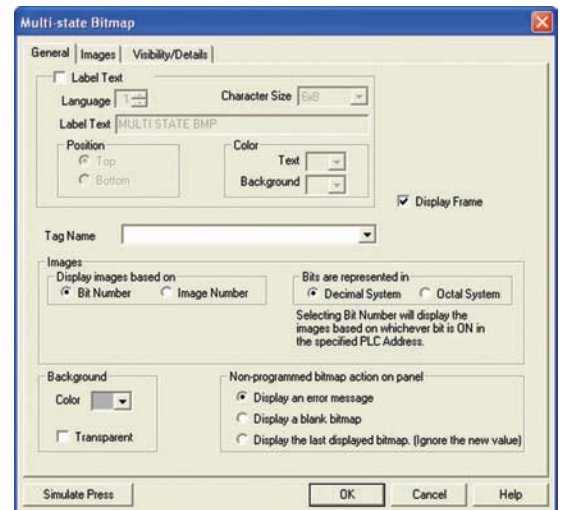 Multi-state Bitmap
General Images Visibility/Details
Label Text
Language 1 Character Size 6x8
Label Text MULTI STATE BMP
Position Color
Top Text
Bottom Background
Display Frame
Tag Name
Images
Display images based on Bits are represented in
Bit Number Image Number Decimal System Octal System
Selecting Bit Number will display the
images based on whichever bit is ON in
the specified PLC Address.
Background Non-programmed bitmap action on panel
Color Display an error message
Display a blank bitmap
Transparent Display the last displayed bitmap. (Ignore the new value)
Simulate Press OK Cancel Help